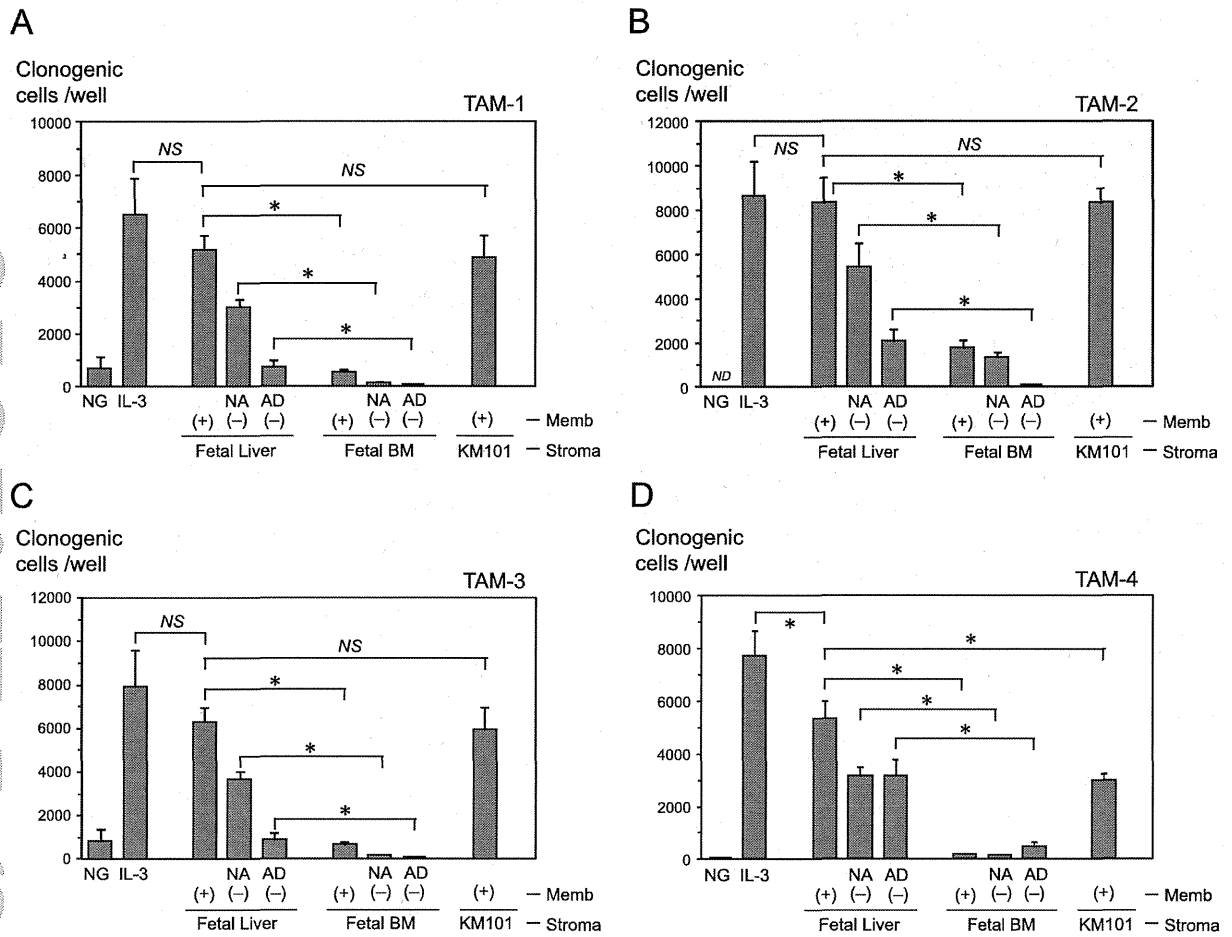 A
Clonogenic
cells /well
TAM-1
10000
8000
6000
4000
2000
0
NS
NS
*
*
*
NG IL-3
NA AD NA AD
(+) (–) (–) (+) (–) (–) (+) – Memb
Fetal Liver Fetal BM KM101 – Stroma
B
Clonogenic
cells /well
TAM-2
12000
10000
8000
6000
4000
2000
0
NS
NS
*
*
*
ND
NG IL-3
NA AD NA AD
(+) (–) (–) (+) (–) (–) (+) – Memb
Fetal Liver Fetal BM KM101 – Stroma
C
Clonogenic
cells /well
TAM-3
12000
10000
8000
6000
4000
2000
0
NS
NS
*
*
*
NG IL-3
NA AD NA AD
(+) (–) (–) (+) (–) (–) (+) – Memb
Fetal Liver Fetal BM KM101 – Stroma
D
Clonogenic
cells /well
TAM-4
10000
8000
6000
4000
2000
0
*
*
*
*
*
NG IL-3
NA AD NA AD
(+) (–) (–) (+) (–) (–) (+) – Memb
Fetal Liver Fetal BM KM101 – Stroma